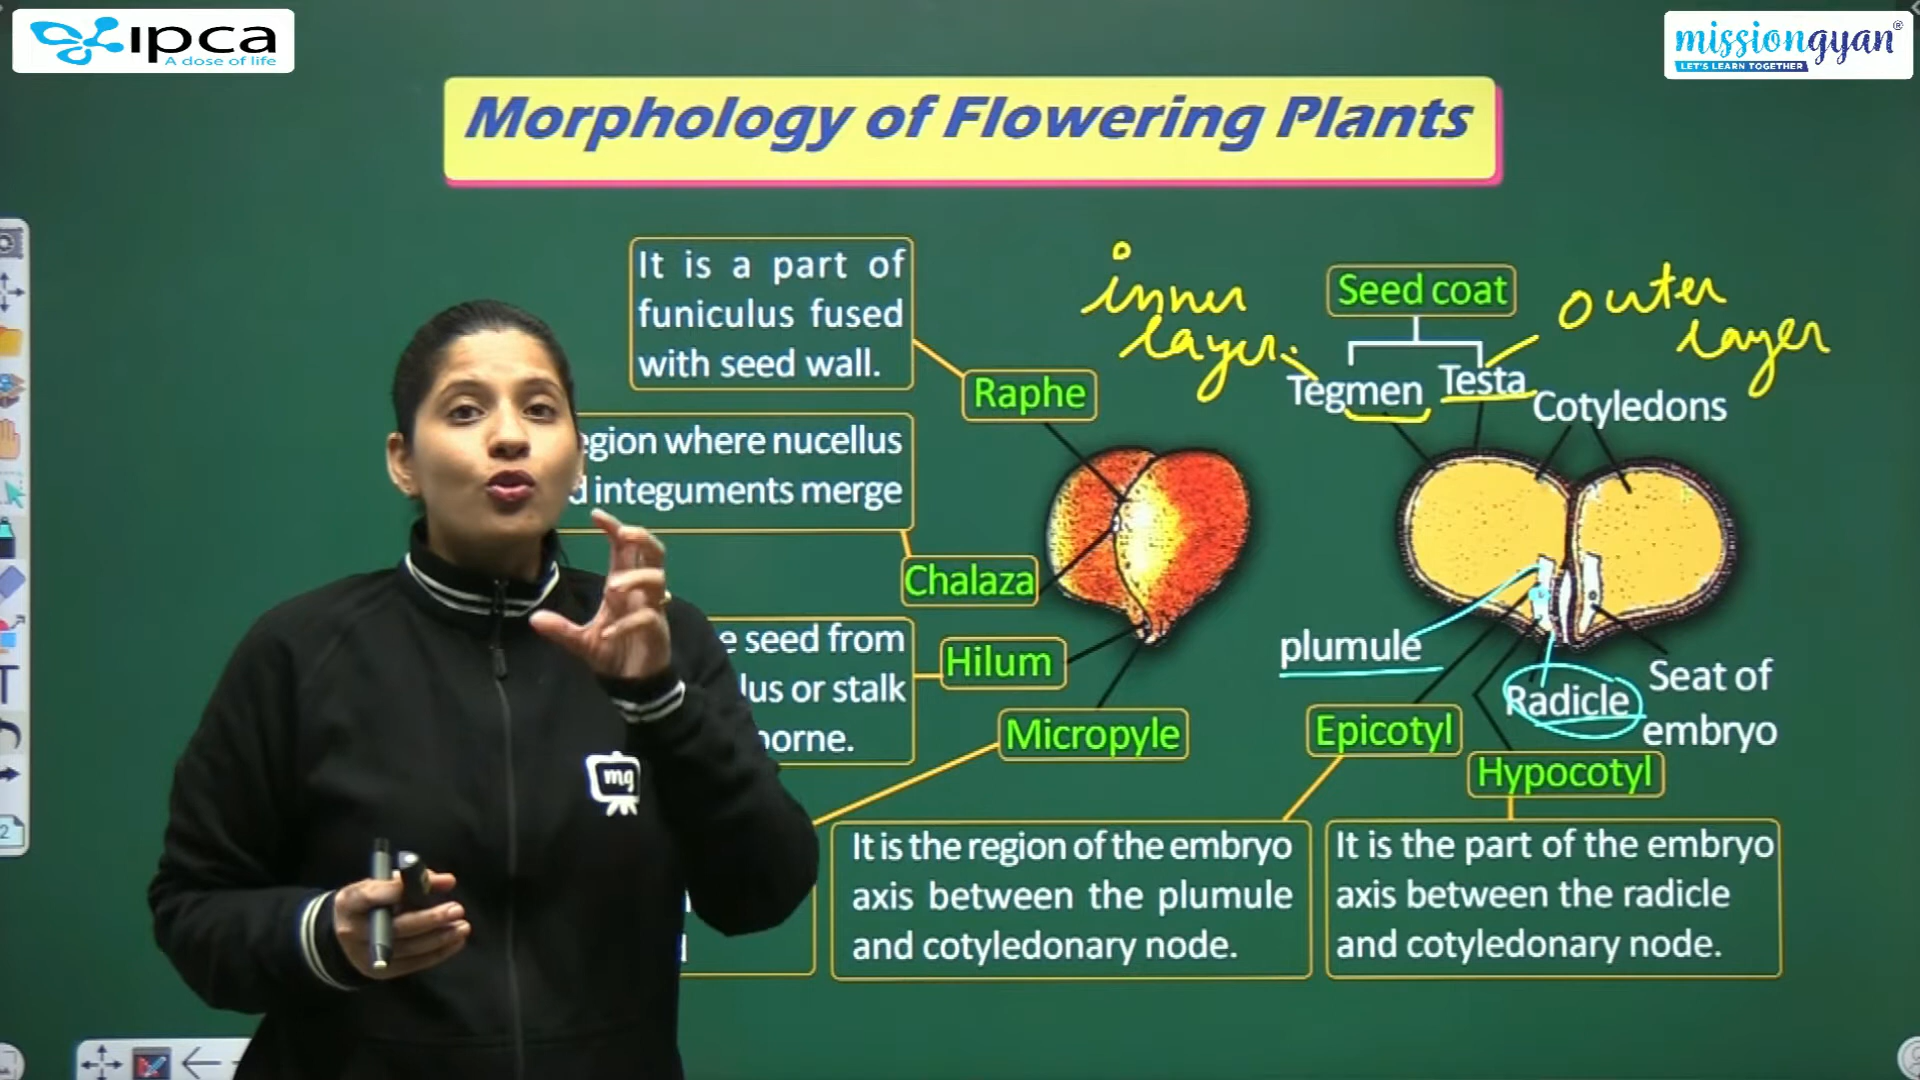 ipca
A dose of life
missiongyan®
LET'S LEARN TOGETHER
Morphology of Flowering Plants
It is a part of
funiculus fused
with seed wall.
Raphe
region where nucellus
integuments merge
Chalaza
seed from
or stalk
Hilum
Micropyle
inner
layer
Seed coat
outer
layer
Tegmen
Testa
Cotyledons
plumule
Epicotyl
Radicle
Hypocotyl
Seat of
embryo
It is the region of the embryo
axis between the plumule
and cotyledonary node.
It is the part of the embryo
axis between the radicle
and cotyledonary node.
mg